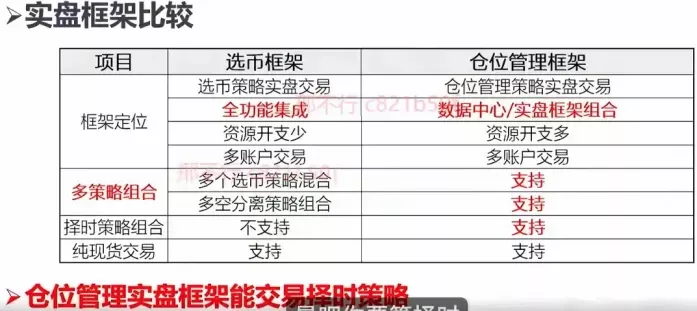 ➤实盘框架比较
项目 选币框架 仓位管理框架
框架定位 选币策略实盘交易 仓位管理策略实盘交易
全功能集成 数据中心/实盘框架组合
资源开支少 资源开支多
多账户交易 多账户交易
多策略组合 多个选币策略混合 支持
多空分离策略组合 支持
择时策略组合 不支持 支持
纯现货交易 支持 支持
➤仓位管理实盘框架能交易择时策略